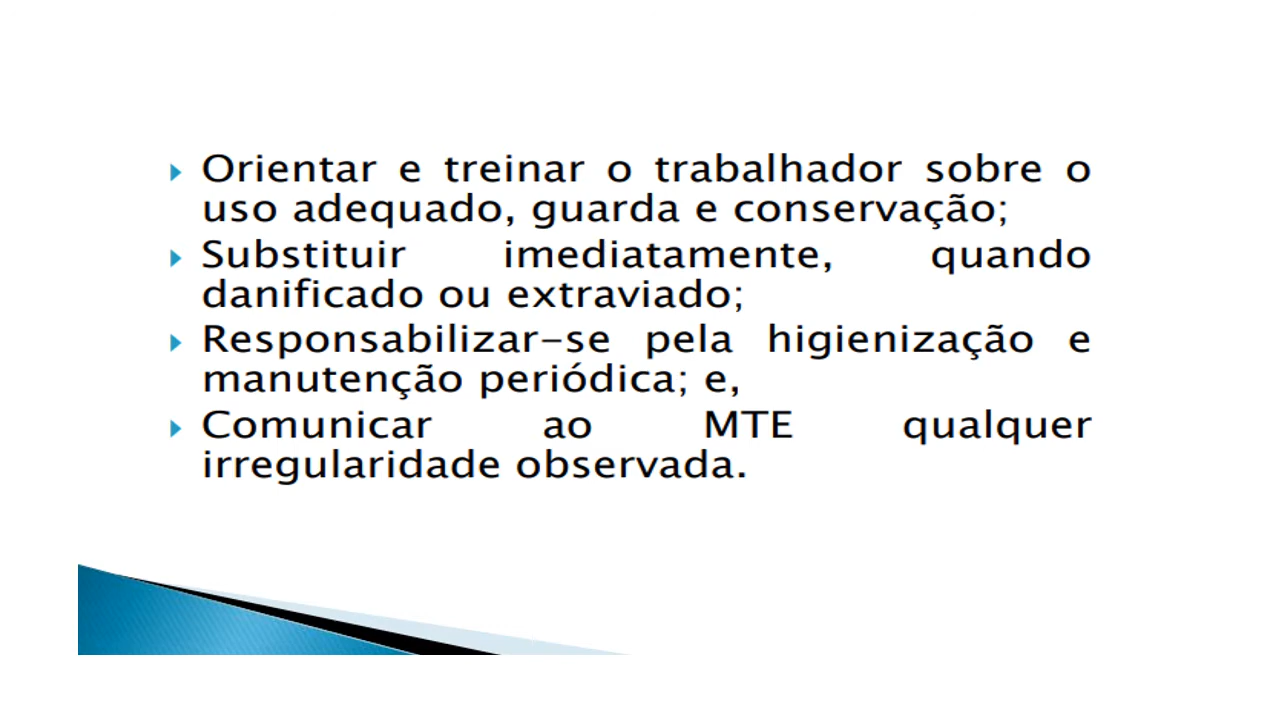 Orientar e treinar o trabalhador sobre o
uso adequado, guarda e conservação;
Substituir imediatamente, quando
danificado ou extraviado;
Responsabilizar-se pela higienização e
manutenção periódica; e,
Comunicar ao MTE qualquer
irregularidade observada.